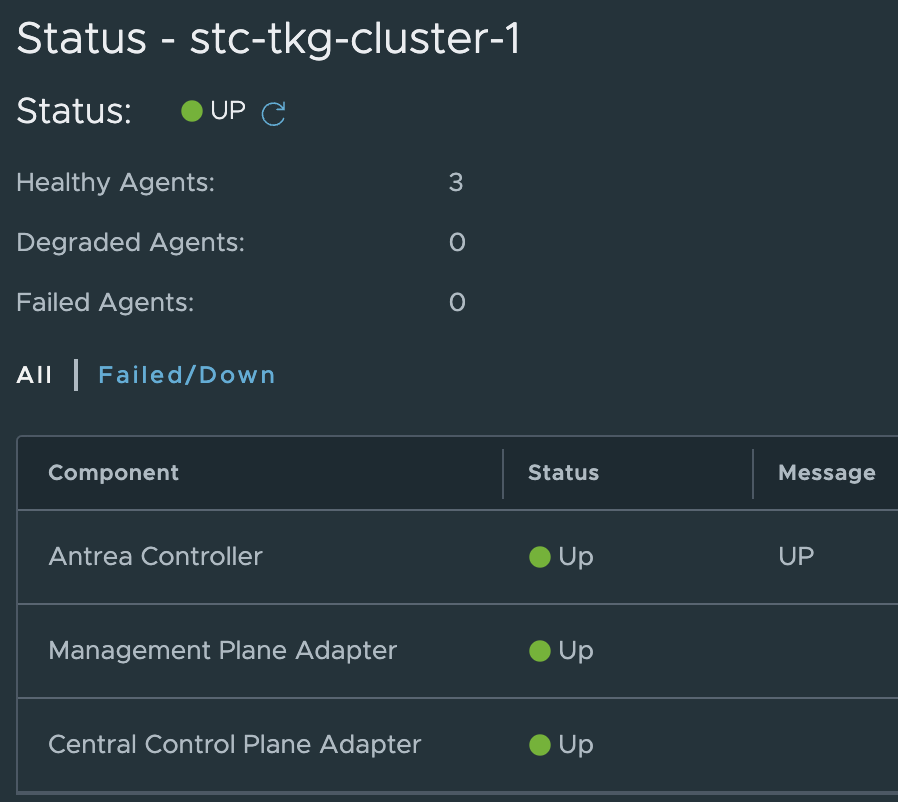 Status - stc-tkg-cluster-1
Status: UP
Healthy Agents: 3
Degraded Agents: 0
Failed Agents: 0
All | Failed/Down
Component Status Message
Antrea Controller Up UP
Management Plane Adapter Up
Central Control Plane Adapter Up